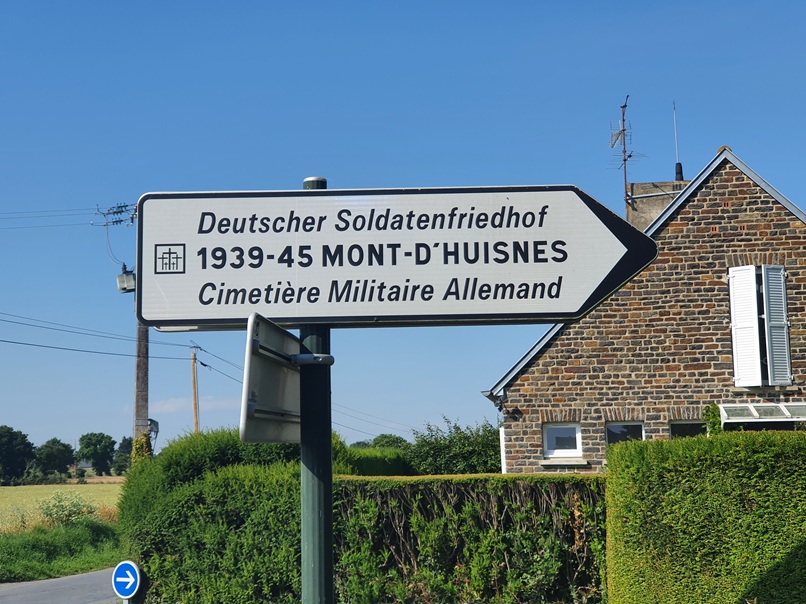 Deutscher Soldatenfriedhof
1939-45 MONT-D'HUISNES
Cimetière Militaire Allemand